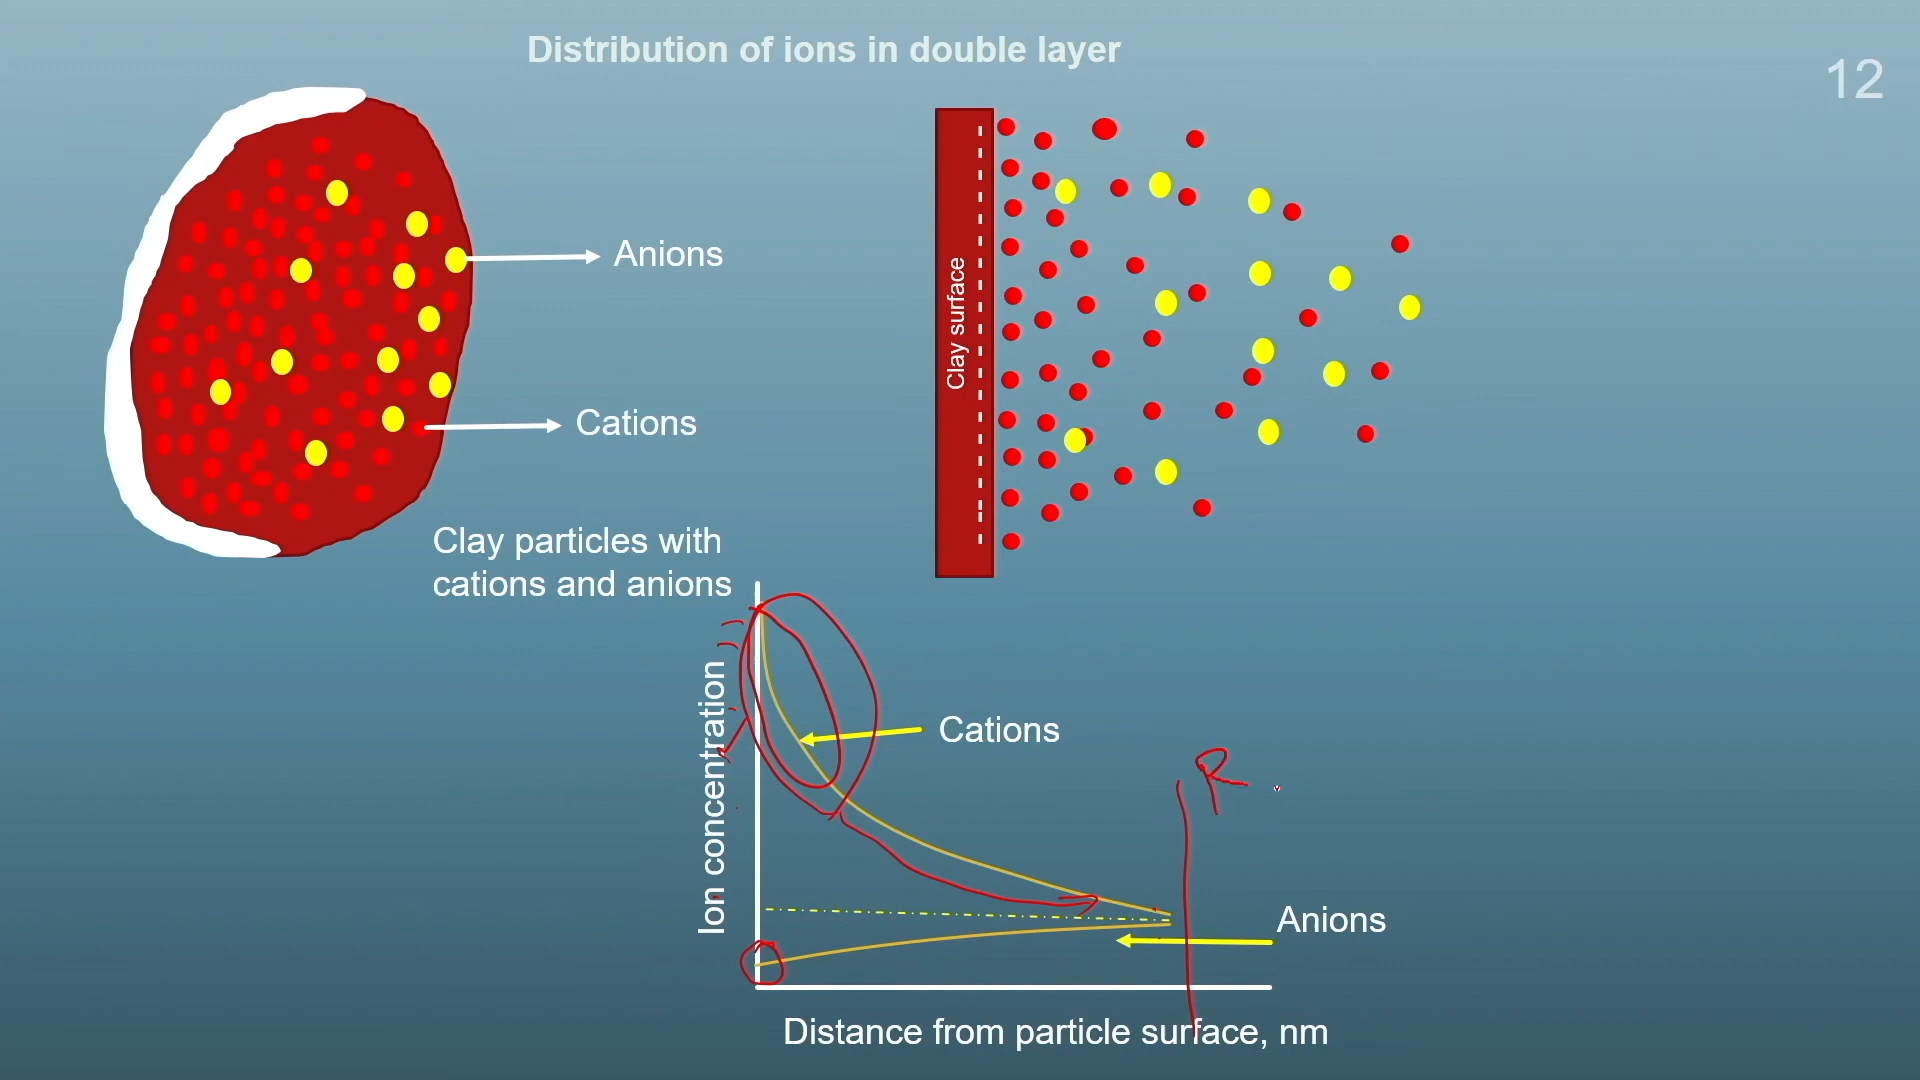 Distribution of ions in double layer
12
Anions
Clay surface
Cations
Clay particles with
cations and anions
Ion concentration
Cations
R
Anions
Distance from particle surface, nm